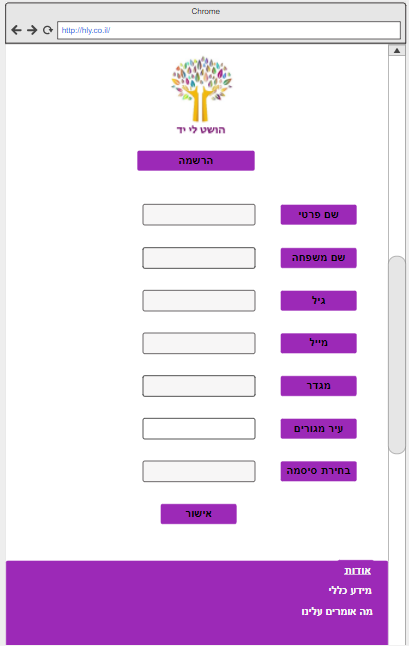 Chrome
http://hly.co.il/
הושט לי יד
הרשמה
שם פרטי
שם משפחה
גיל
מייל
מגדר
עיר מגורים
בחירת סיסמה
אישור
אודות
מידע כללי
מה אומרים עלינו